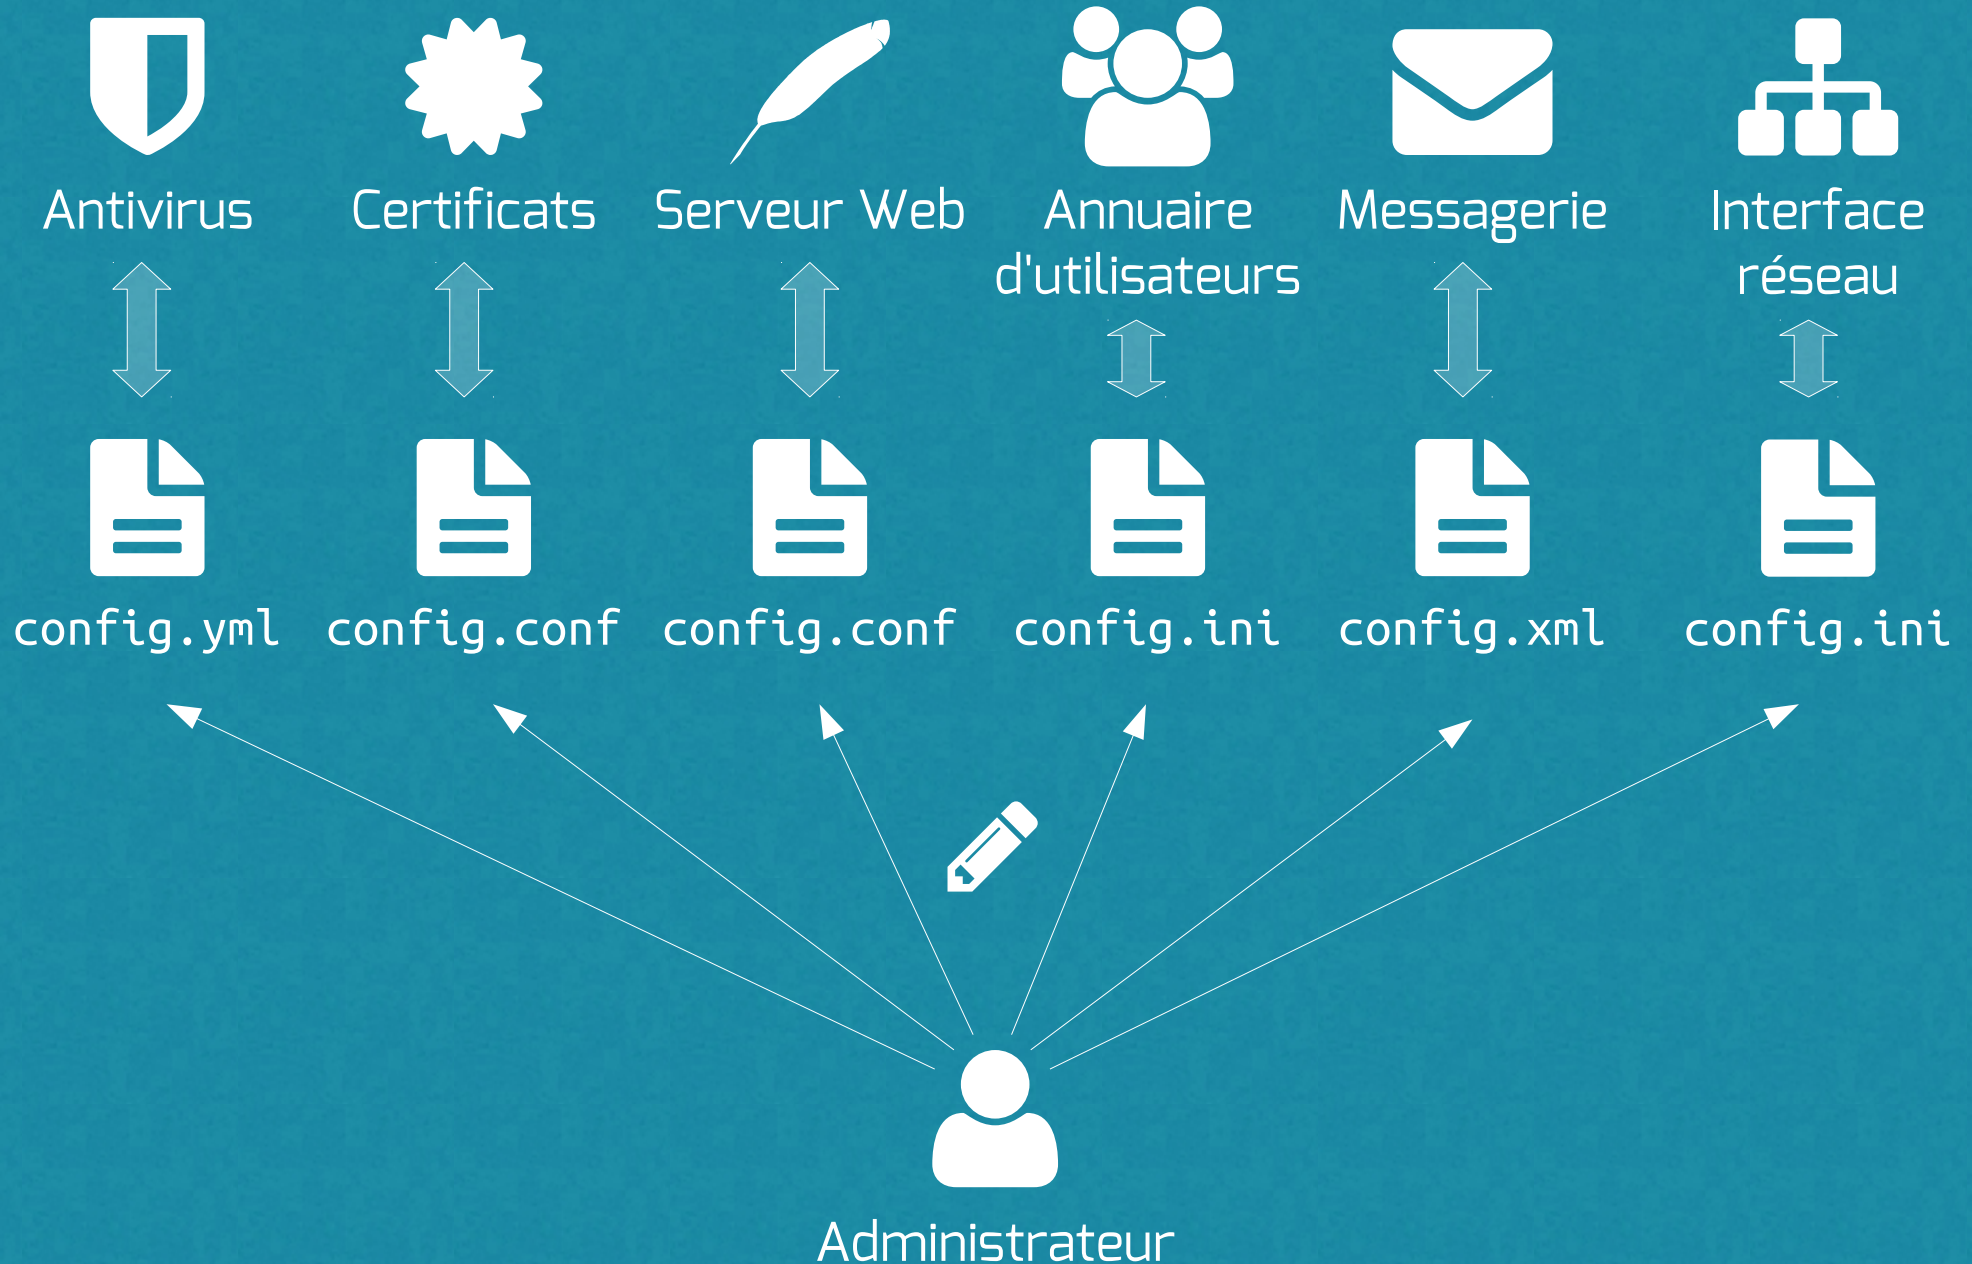 Antivirus
Certificats
Serveur Web
Annuaire
d'utilisateurs
Messagerie
Interface
réseau
config.yml
config.conf
config.conf
config.ini
config.xml
config.ini
Administrateur